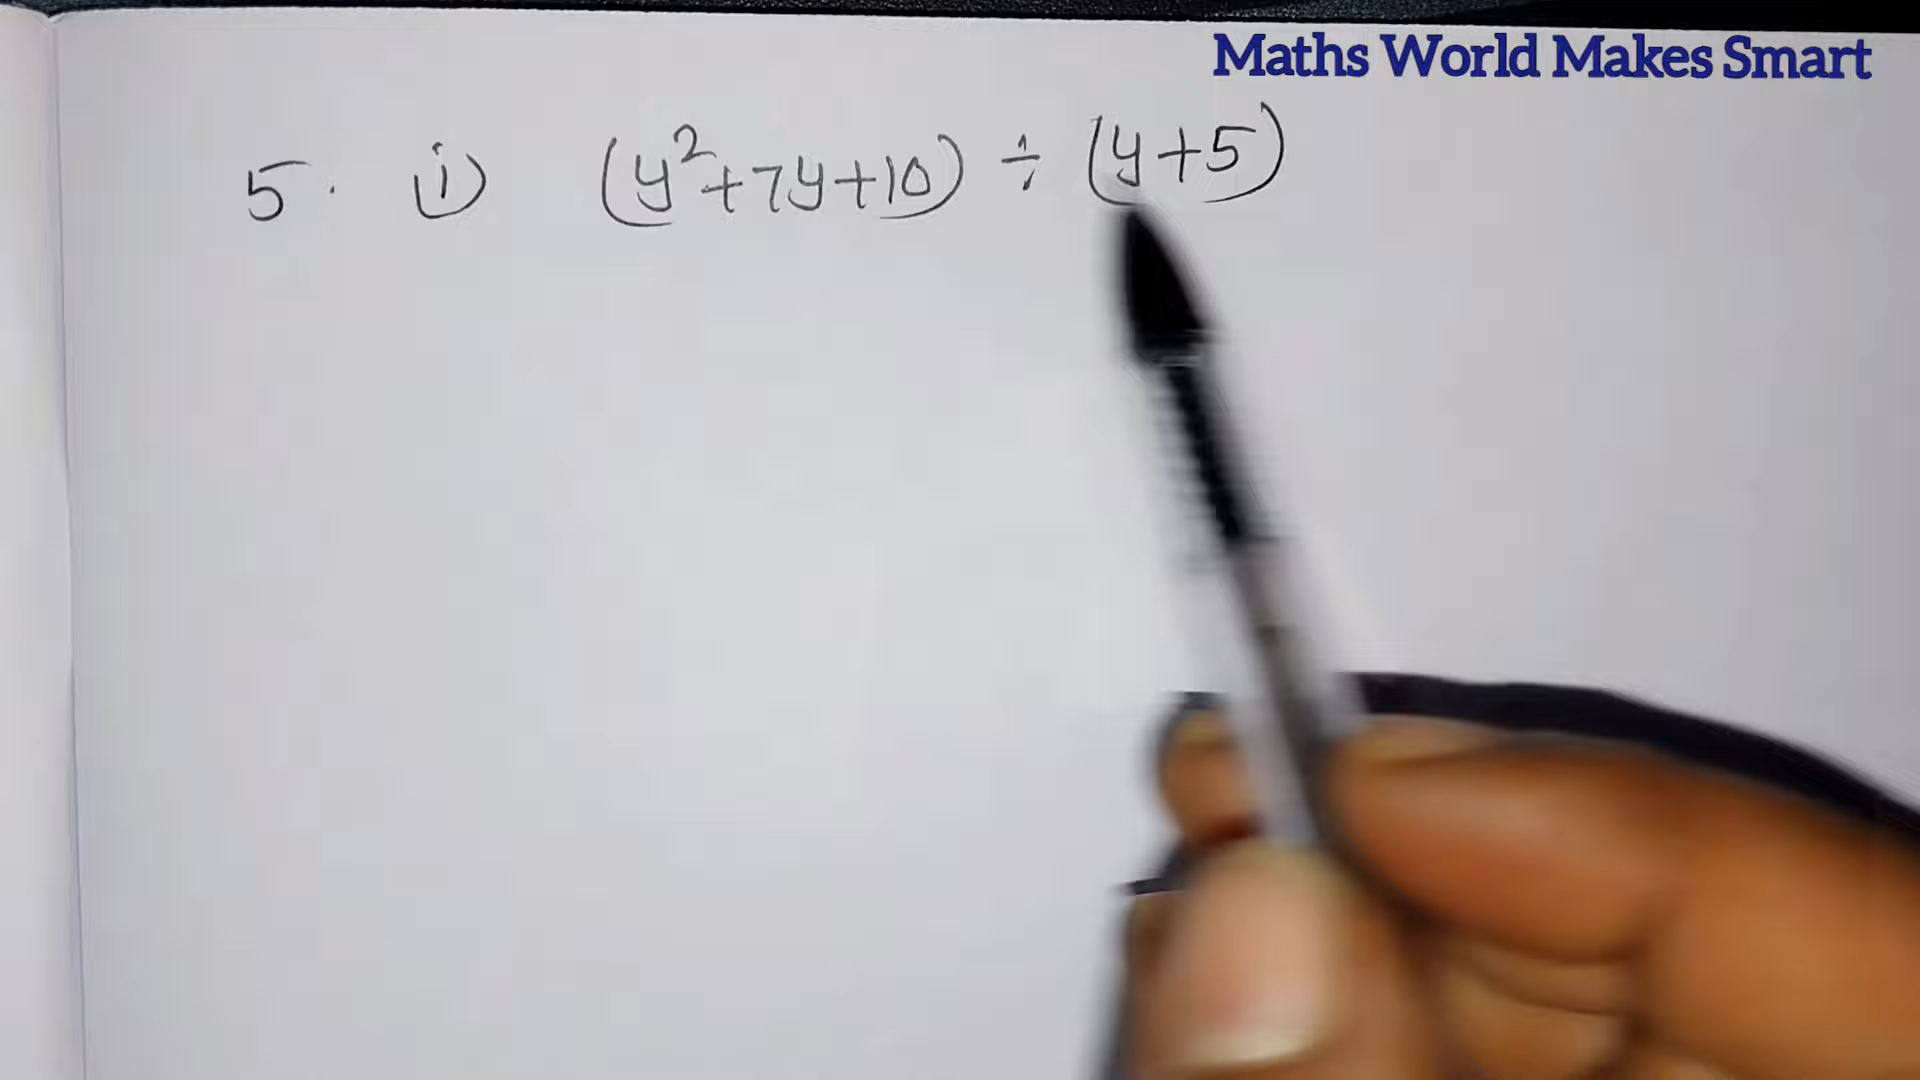 Maths World Makes Smart
5. (i) (y²+7y+10) ÷ (y+5)